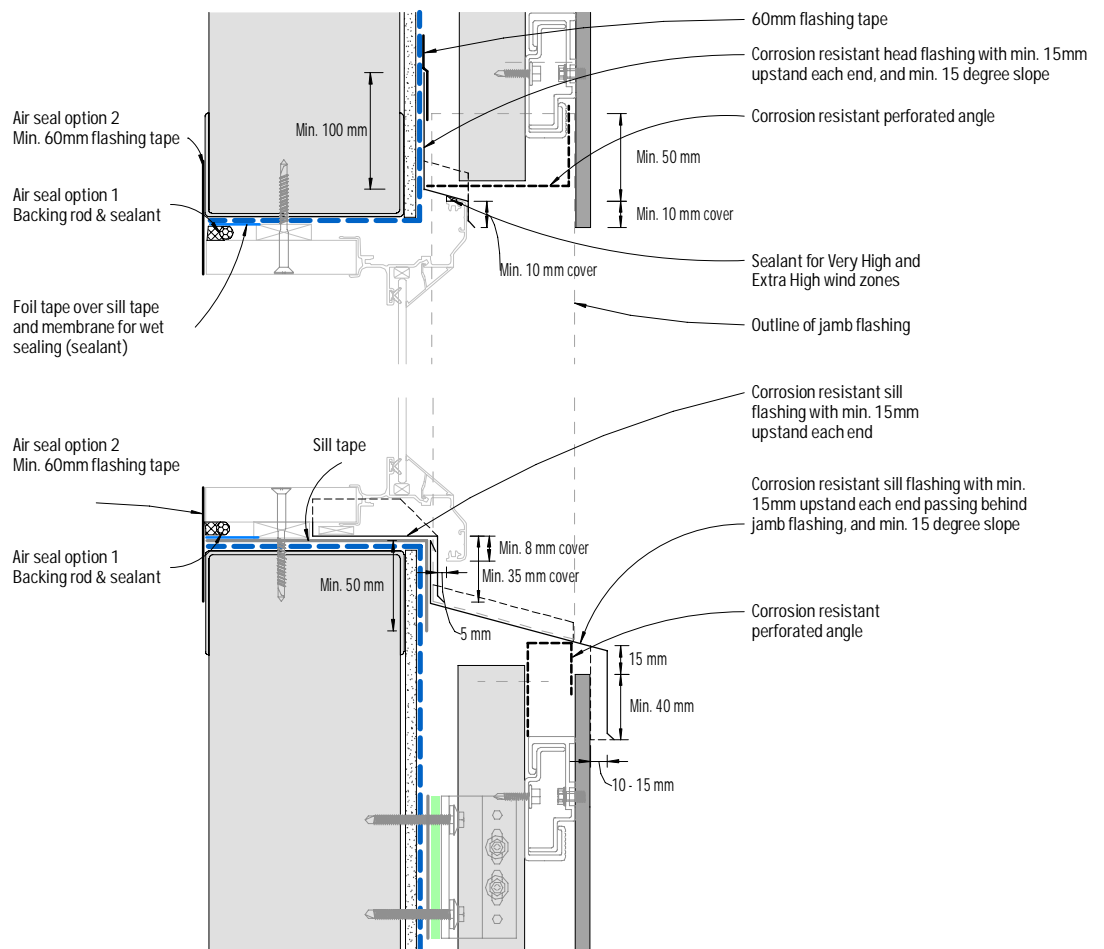 60mm flashing tape
Corrosion resistant head flashing with min. 15mm
upstand each end, and min. 15 degree slope
Corrosion resistant perforated angle
Air seal option 2
Min. 60mm flashing tape
Min. 100 mm
Min. 50 mm
Air seal option 1
Backing rod & sealant
Min. 10 mm cover
Min. 10 mm cover
Sealant for Very High and
Extra High wind zones
Foil tape over sill tape
and membrane for wet
sealing (sealant)
Outline of jamb flashing
Corrosion resistant sill
flashing with min. 15mm
upstand each end
Air seal option 2
Min. 60mm flashing tape
Sill tape
Corrosion resistant sill flashing with min.
15mm upstand each end passing behind
jamb flashing, and min. 15 degree slope
Air seal option 1
Backing rod & sealant
Min. 8 mm cover
Min. 35 mm cover
Min. 50 mm
5 mm
Corrosion resistant
perforated angle
15 mm
Min. 40 mm
10 - 15 mm